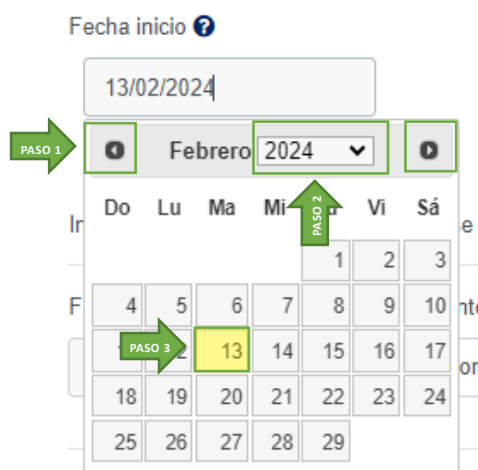 Fecha inicio ?
13/02/2024
PASO 1
Febrero 2024
PASO 2
Do Lu Ma Mi Vi Sá
1 2 3
4 5 6 7 8 9 10
PASO 3 13 14 15 16 17
18 19 20 21 22 23 24
25 26 27 28 29